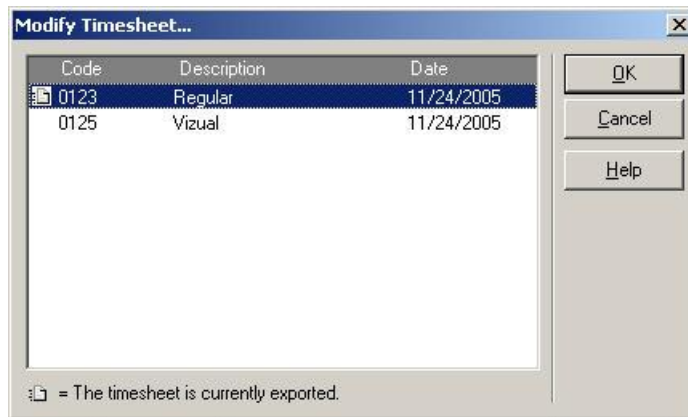 Modify Timesheet...
Code Description Date
0123 Regular 11/24/2005
0125 Vizual 11/24/2005
OK
Cancel
Help
= The timesheet is currently exported.